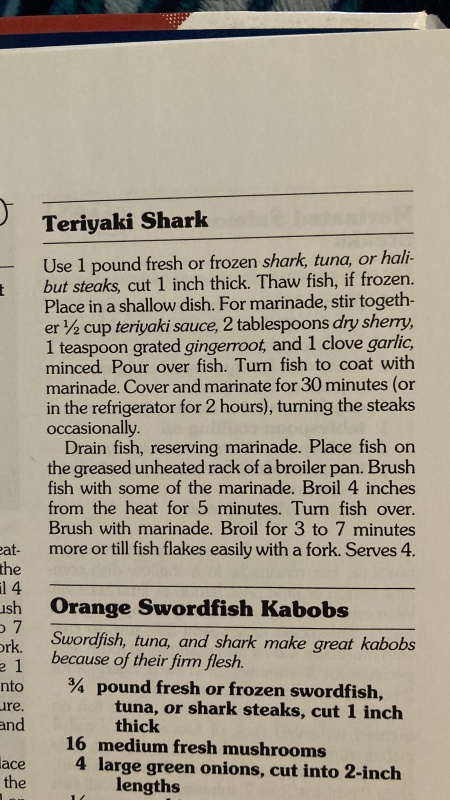 Teriyaki Shark
Use 1 pound fresh or frozen shark, tuna, or hali-
but steaks, cut 1 inch thick. Thaw fish, if frozen.
Place in a shallow dish. For marinade, stir togeth-
er ½ cup teriyaki sauce, 2 tablespoons dry sherry,
1 teaspoon grated gingerroot, and 1 clove garlic,
minced. Pour over fish. Turn fish to coat with
marinade. Cover and marinate for 30 minutes (or
in the refrigerator for 2 hours), turning the steaks
occasionally.
Drain fish, reserving marinade. Place fish on
the greased unheated rack of a broiler pan. Brush
fish with some of the marinade. Broil 4 inches
from the heat for 5 minutes. Turn fish over.
Brush with marinade. Broil for 3 to 7 minutes
more or till fish flakes easily with a fork. Serves 4.
Orange Swordfish Kabobs
Swordfish, tuna, and shark make great kabobs
because of their firm flesh.
¾ pound fresh or frozen swordfish,
tuna, or shark steaks, cut 1 inch
thick
16 medium fresh mushrooms
4 large green onions, cut into 2-inch
lengths